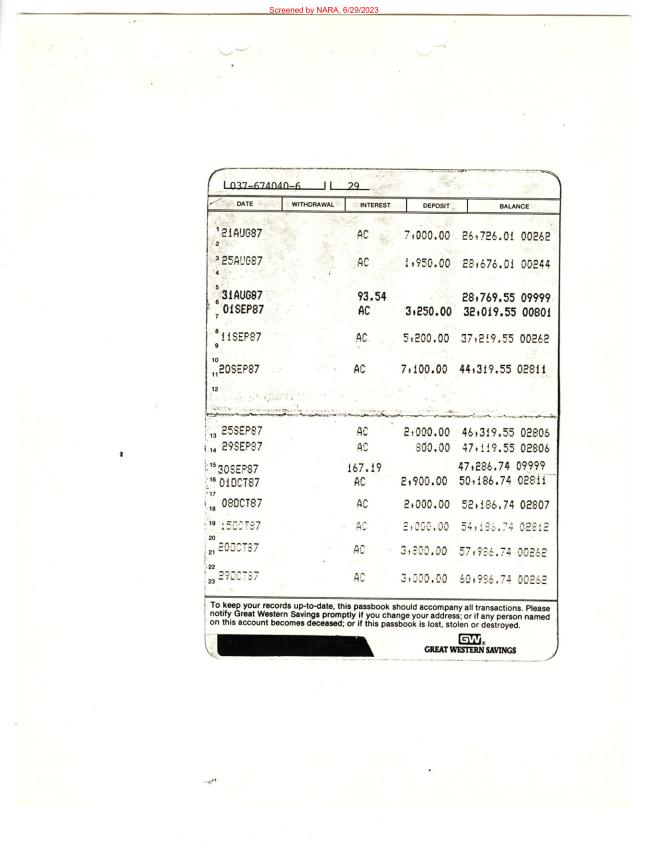 Screened by NARA, 6/29/2023
037-674040-6 29
DATE WITHDRAWAL INTEREST DEPOSIT BALANCE
1 21AUG87 AC 7,000.00 26,726.01 00262
2
3 25AUG87 AC 1,950.00 28,676.01 00244
4
5
6 31AUG87 93.54 28,769.55 09999
7 01SEP87 AC 3,250.00 32,019.55 00801
8 11SEP87 AC 5,200.00 37,219.55 00262
9
10
11 20SEP87 AC 7,100.00 44,319.55 02811
12
13 25SEP87 AC 2,000.00 46,319.55 02806
14 29SEP87 AC 800.00 47,119.55 02806
15 30SEP87 167.19 47,286.74 09999
16 01OCT87 AC 2,900.00 50,186.74 02811
17
18 08OCT87 AC 2,000.00 52,186.74 02807
19 15OCT87 AC 2,000.00 54,186.74 02812
20
21 20OCT87 AC 3,800.00 57,986.74 00262
22
23 29OCT87 AC 3,000.00 60,986.74 00262
To keep your records up-to-date, this passbook should accompany all transactions. Please
notify Great Western Savings promptly if you change your address; or if any person named
on this account becomes deceased; or if this passbook is lost, stolen or destroyed.
GW®
GREAT WESTERN SAVINGS